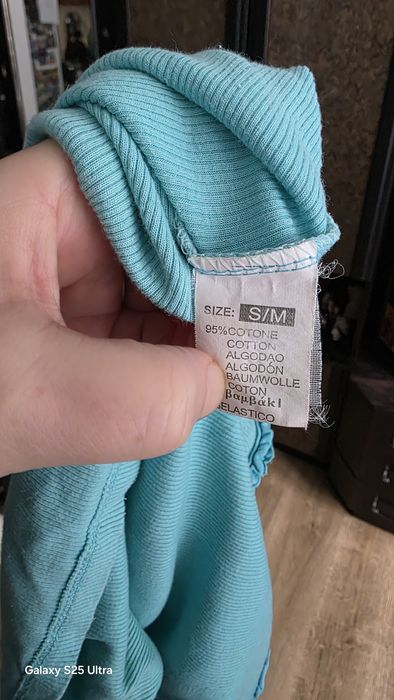 SIZE: S/M
95%COTONE
COTTON
ALGODAO
ALGODÓN
BAUMWOLLE
COTON
βαμβάκι
ELASTICO
Galaxy S25 Ultra